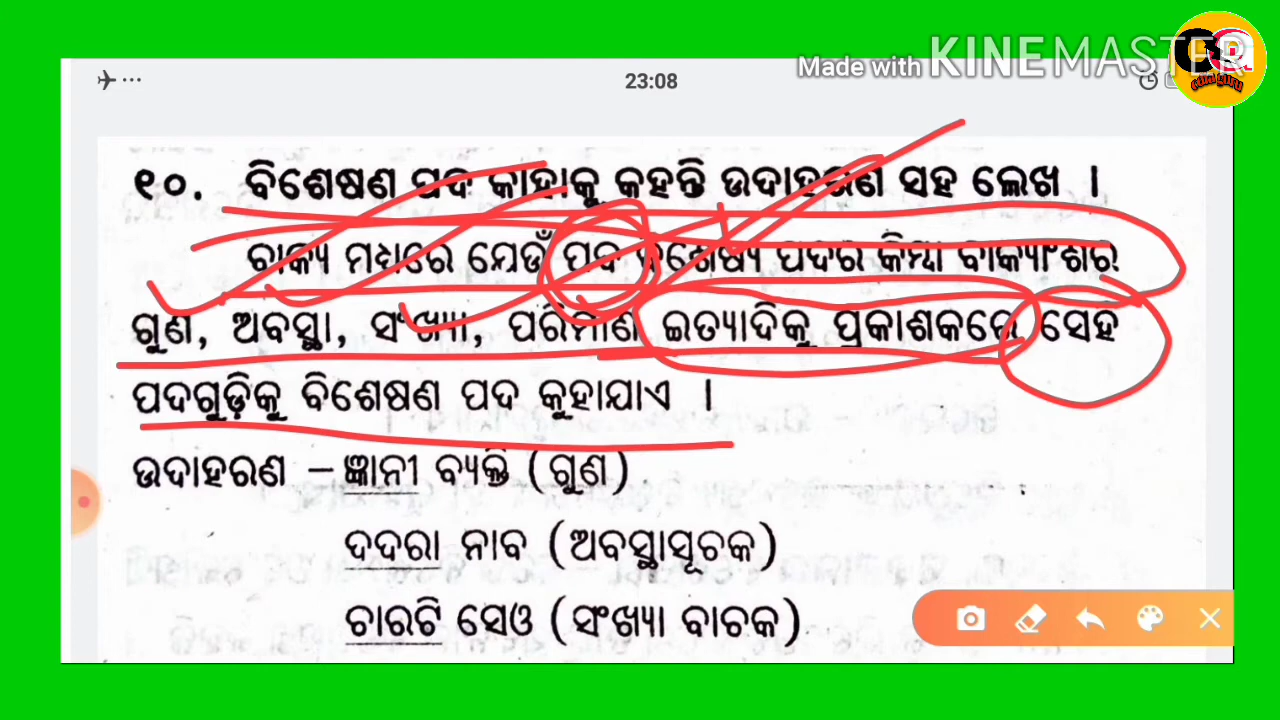 Made with KINEMASTER
23:08
୧୦. ବିଶେଷଣ ପଦ କାହାକୁ କହନ୍ତି ଉଦାହରଣ ସହ ଲେଖ ।
ବାକ୍ୟ ମଧ୍ୟରେ ଯେଉଁ ପଦ ବିଶେଷ୍ୟ ପଦର କିମ୍ବା ବାକ୍ୟାଂଶର
ଗୁଣ, ଅବସ୍ଥା, ସଂଖ୍ୟା, ପରିମାଣ ଇତ୍ୟାଦିକୁ ପ୍ରକାଶକଲେ ସେହ
ପଦଗୁଡ଼ିକୁ ବିଶେଷଣ ପଦ କୁହାଯାଏ ।
ଉଦାହରଣ – ଜ୍ଞାନୀ ବ୍ୟକ୍ତି (ଗୁଣ)
ଦଦରା ନାବ (ଅବସ୍ଥାସୂଚକ)
ଚାରଟି ସେଓ (ସଂଖ୍ୟା ବାଚକ)